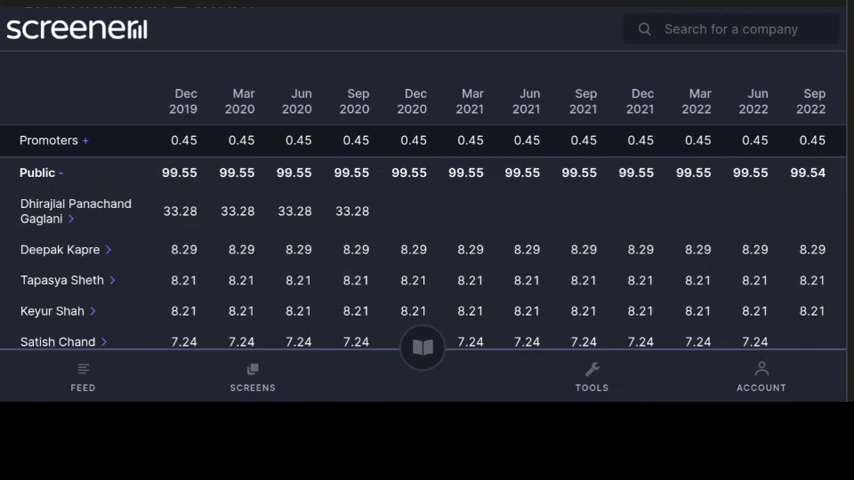 screener
Search for a company
Dec 2019 Mar 2020 Jun 2020 Sep 2020 Dec 2020 Mar 2021 Jun 2021 Sep 2021 Dec 2021 Mar 2022 Jun 2022 Sep 2022
Promoters + 0.45 0.45 0.45 0.45 0.45 0.45 0.45 0.45 0.45 0.45 0.45 0.45
Public - 99.55 99.55 99.55 99.55 99.55 99.55 99.55 99.55 99.55 99.55 99.55 99.54
Dhirajlal Panachand
Gaglani > 33.28 33.28 33.28 33.28
Deepak Kapre > 8.29 8.29 8.29 8.29 8.29 8.29 8.29 8.29 8.29 8.29 8.29 8.29
Tapasya Sheth > 8.21 8.21 8.21 8.21 8.21 8.21 8.21 8.21 8.21 8.21 8.21 8.21
Keyur Shah > 8.21 8.21 8.21 8.21 8.21 8.21 8.21 8.21 8.21 8.21 8.21 8.21
Satish Chand > 7.24 7.24 7.24 7.24 7.24 7.24 7.24 7.24 7.24 7.24
FEED SCREENS TOOLS ACCOUNT